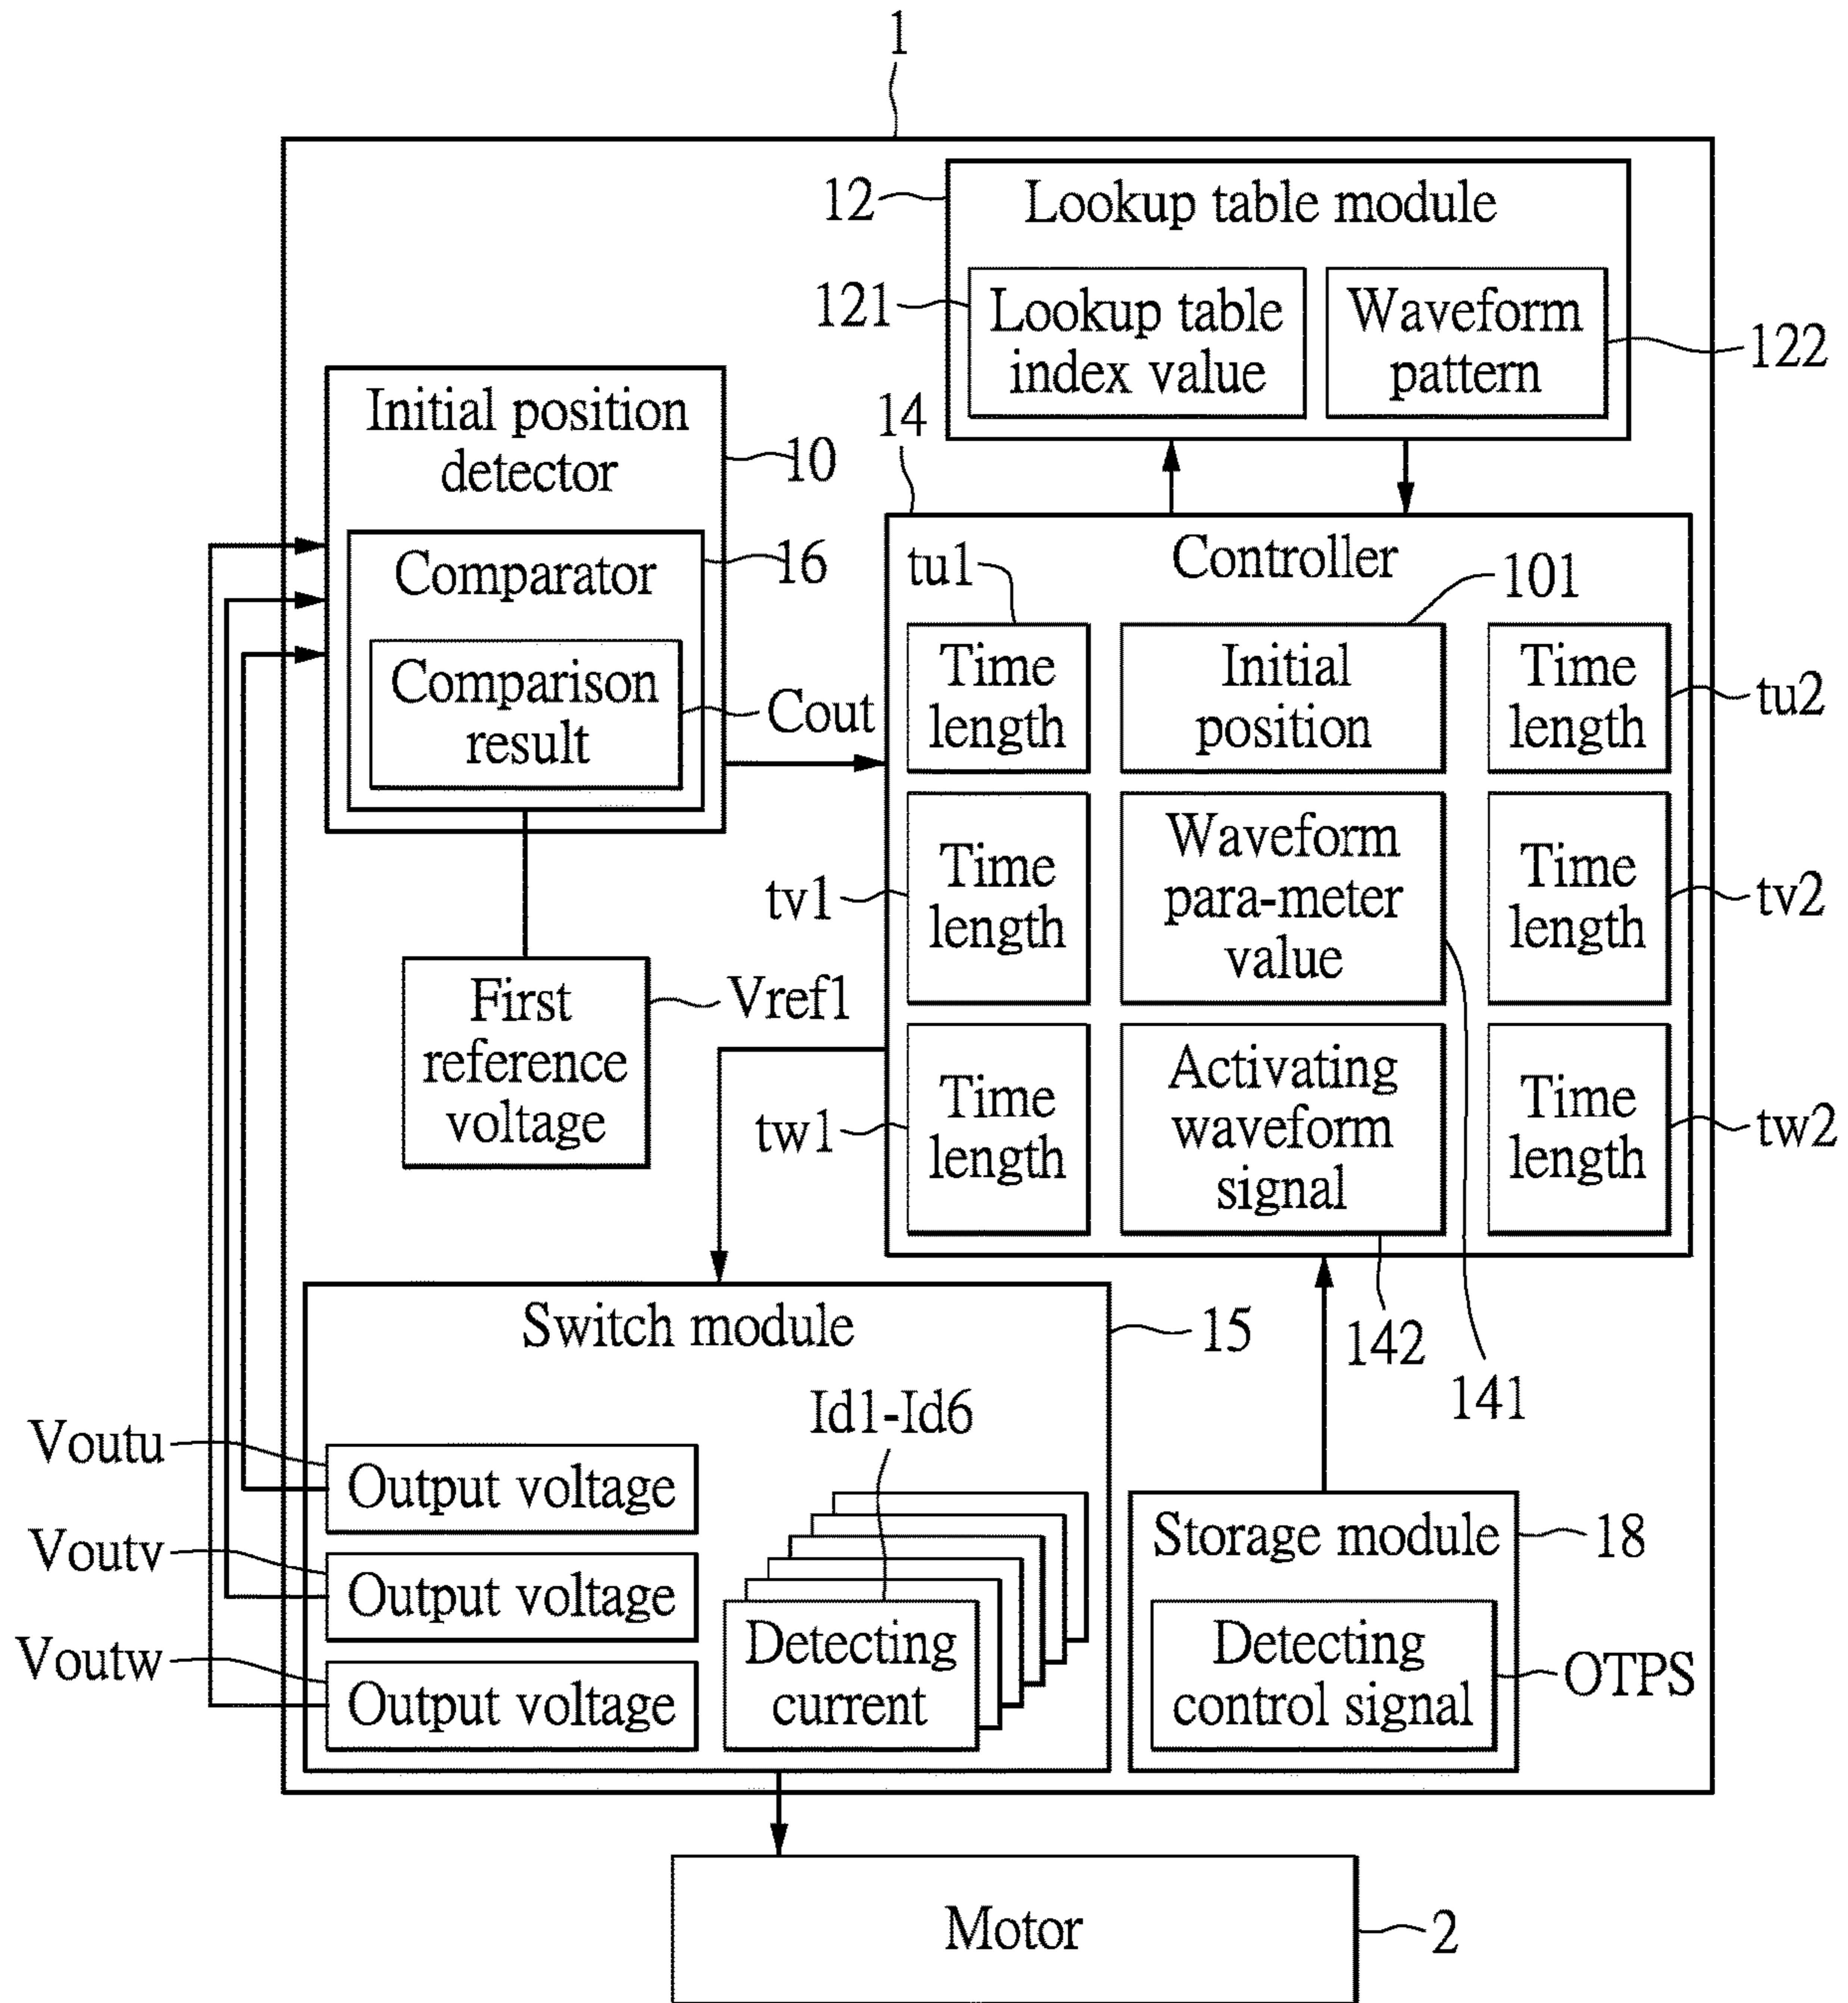 1
12
Lookup table module
121
Lookup table
index value
Waveform
pattern
122
Initial position
detector
10
14
Comparator
16
Comparison
result
Cout
Controller
tu1
101
Time
length
Initial
position
Time
length
tu2
tv1
Time
length
Waveform
para-meter
value
Time
length
tv2
First
reference
voltage
Vref1
tw1
Time
length
Activating
waveform
signal
Time
length
tw2
142
141
Switch module
15
Id1-Id6
Voutu
Output voltage
Voutv
Output voltage
Voutw
Output voltage
Detecting
current
Storage module
18
Detecting
control signal
OTPS
Motor
2